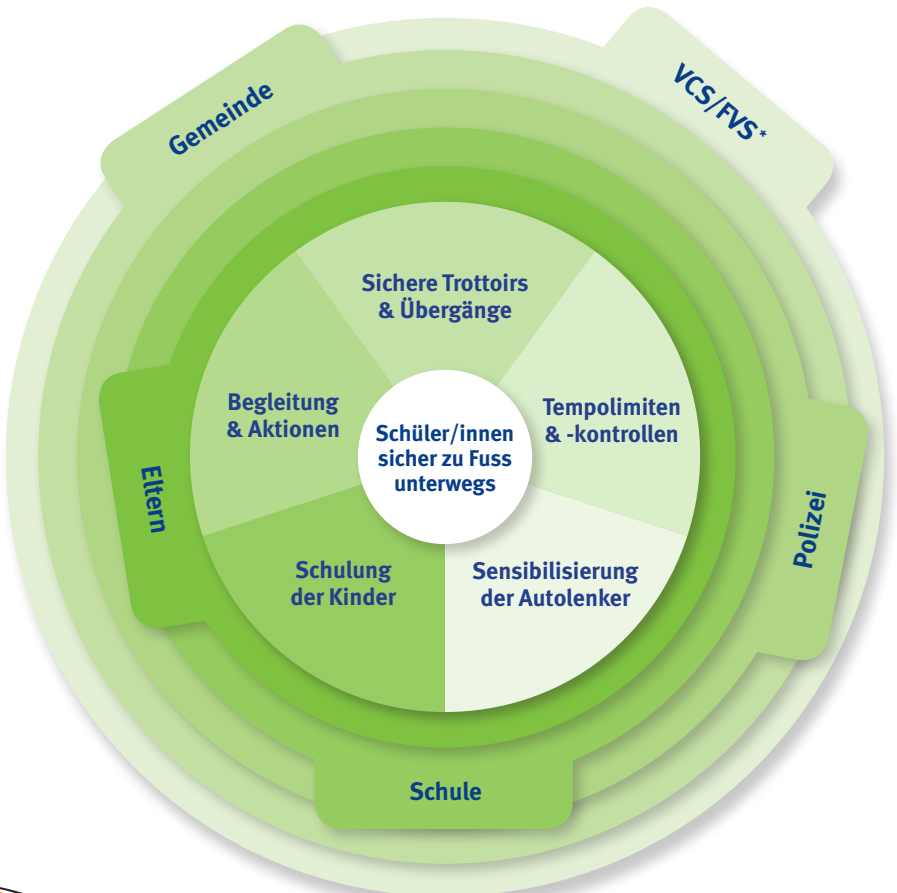 Gemeinde
VCS/FVS*
Sichere Trottoirs
& Übergänge
Begleitung
& Aktionen
Tempolimiten
& -kontrollen
Schüler/innen
sicher zu Fuss
unterwegs
Eltern
Polizei
Schulung
der Kinder
Sensibilisierung
der Autolenker
Schule